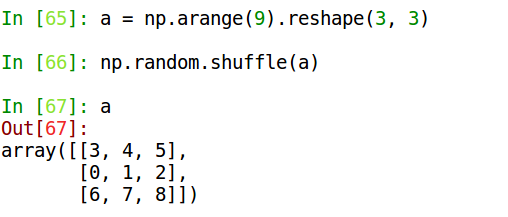 In [65]: a = np.arange(9).reshape(3, 3)
In [66]: np.random.shuffle(a)
In [67]: a
Out[67]:
array([[3, 4, 5],
       [0, 1, 2],
       [6, 7, 8]])